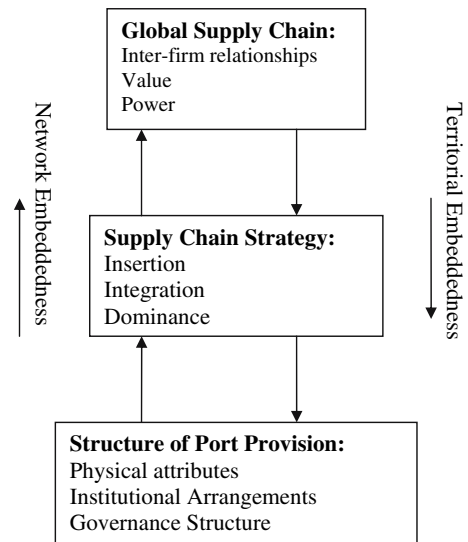 Global Supply Chain:
Inter-firm relationships
Value
Power
Network Embeddedness
Territorial Embeddedness
Supply Chain Strategy:
Insertion
Integration
Dominance
Structure of Port Provision:
Physical attributes
Institutional Arrangements
Governance Structure